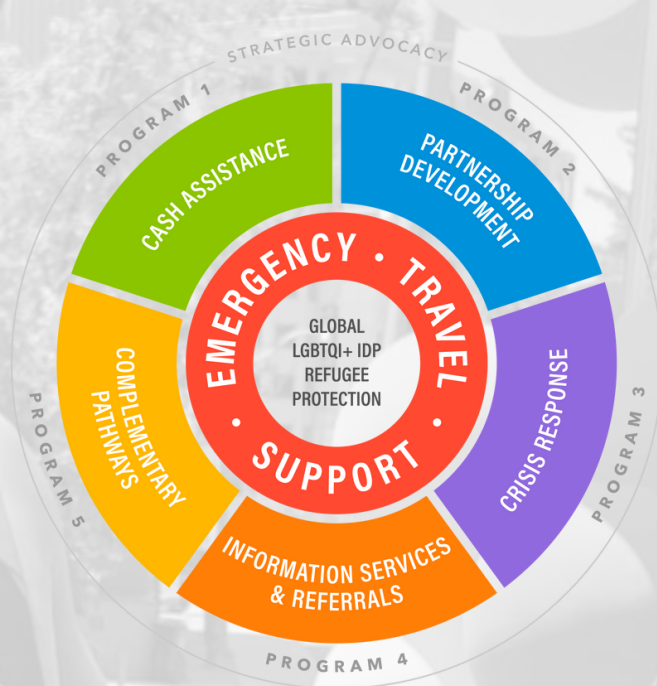 STRATEGIC ADVOCACY
PROGRAM 1
CASH ASSISTANCE
PROGRAM 2
PARTNERSHIP
DEVELOPMENT
PROGRAM 3
CRISIS RESPONSE
PROGRAM 4
INFORMATION SERVICES
& REFERRALS
PROGRAM 5
COMPLEMENTARY
PATHWAYS
EMERGENCY · TRAVEL
· SUPPORT ·
GLOBAL
LGBTQI+ IDP
REFUGEE
PROTECTION